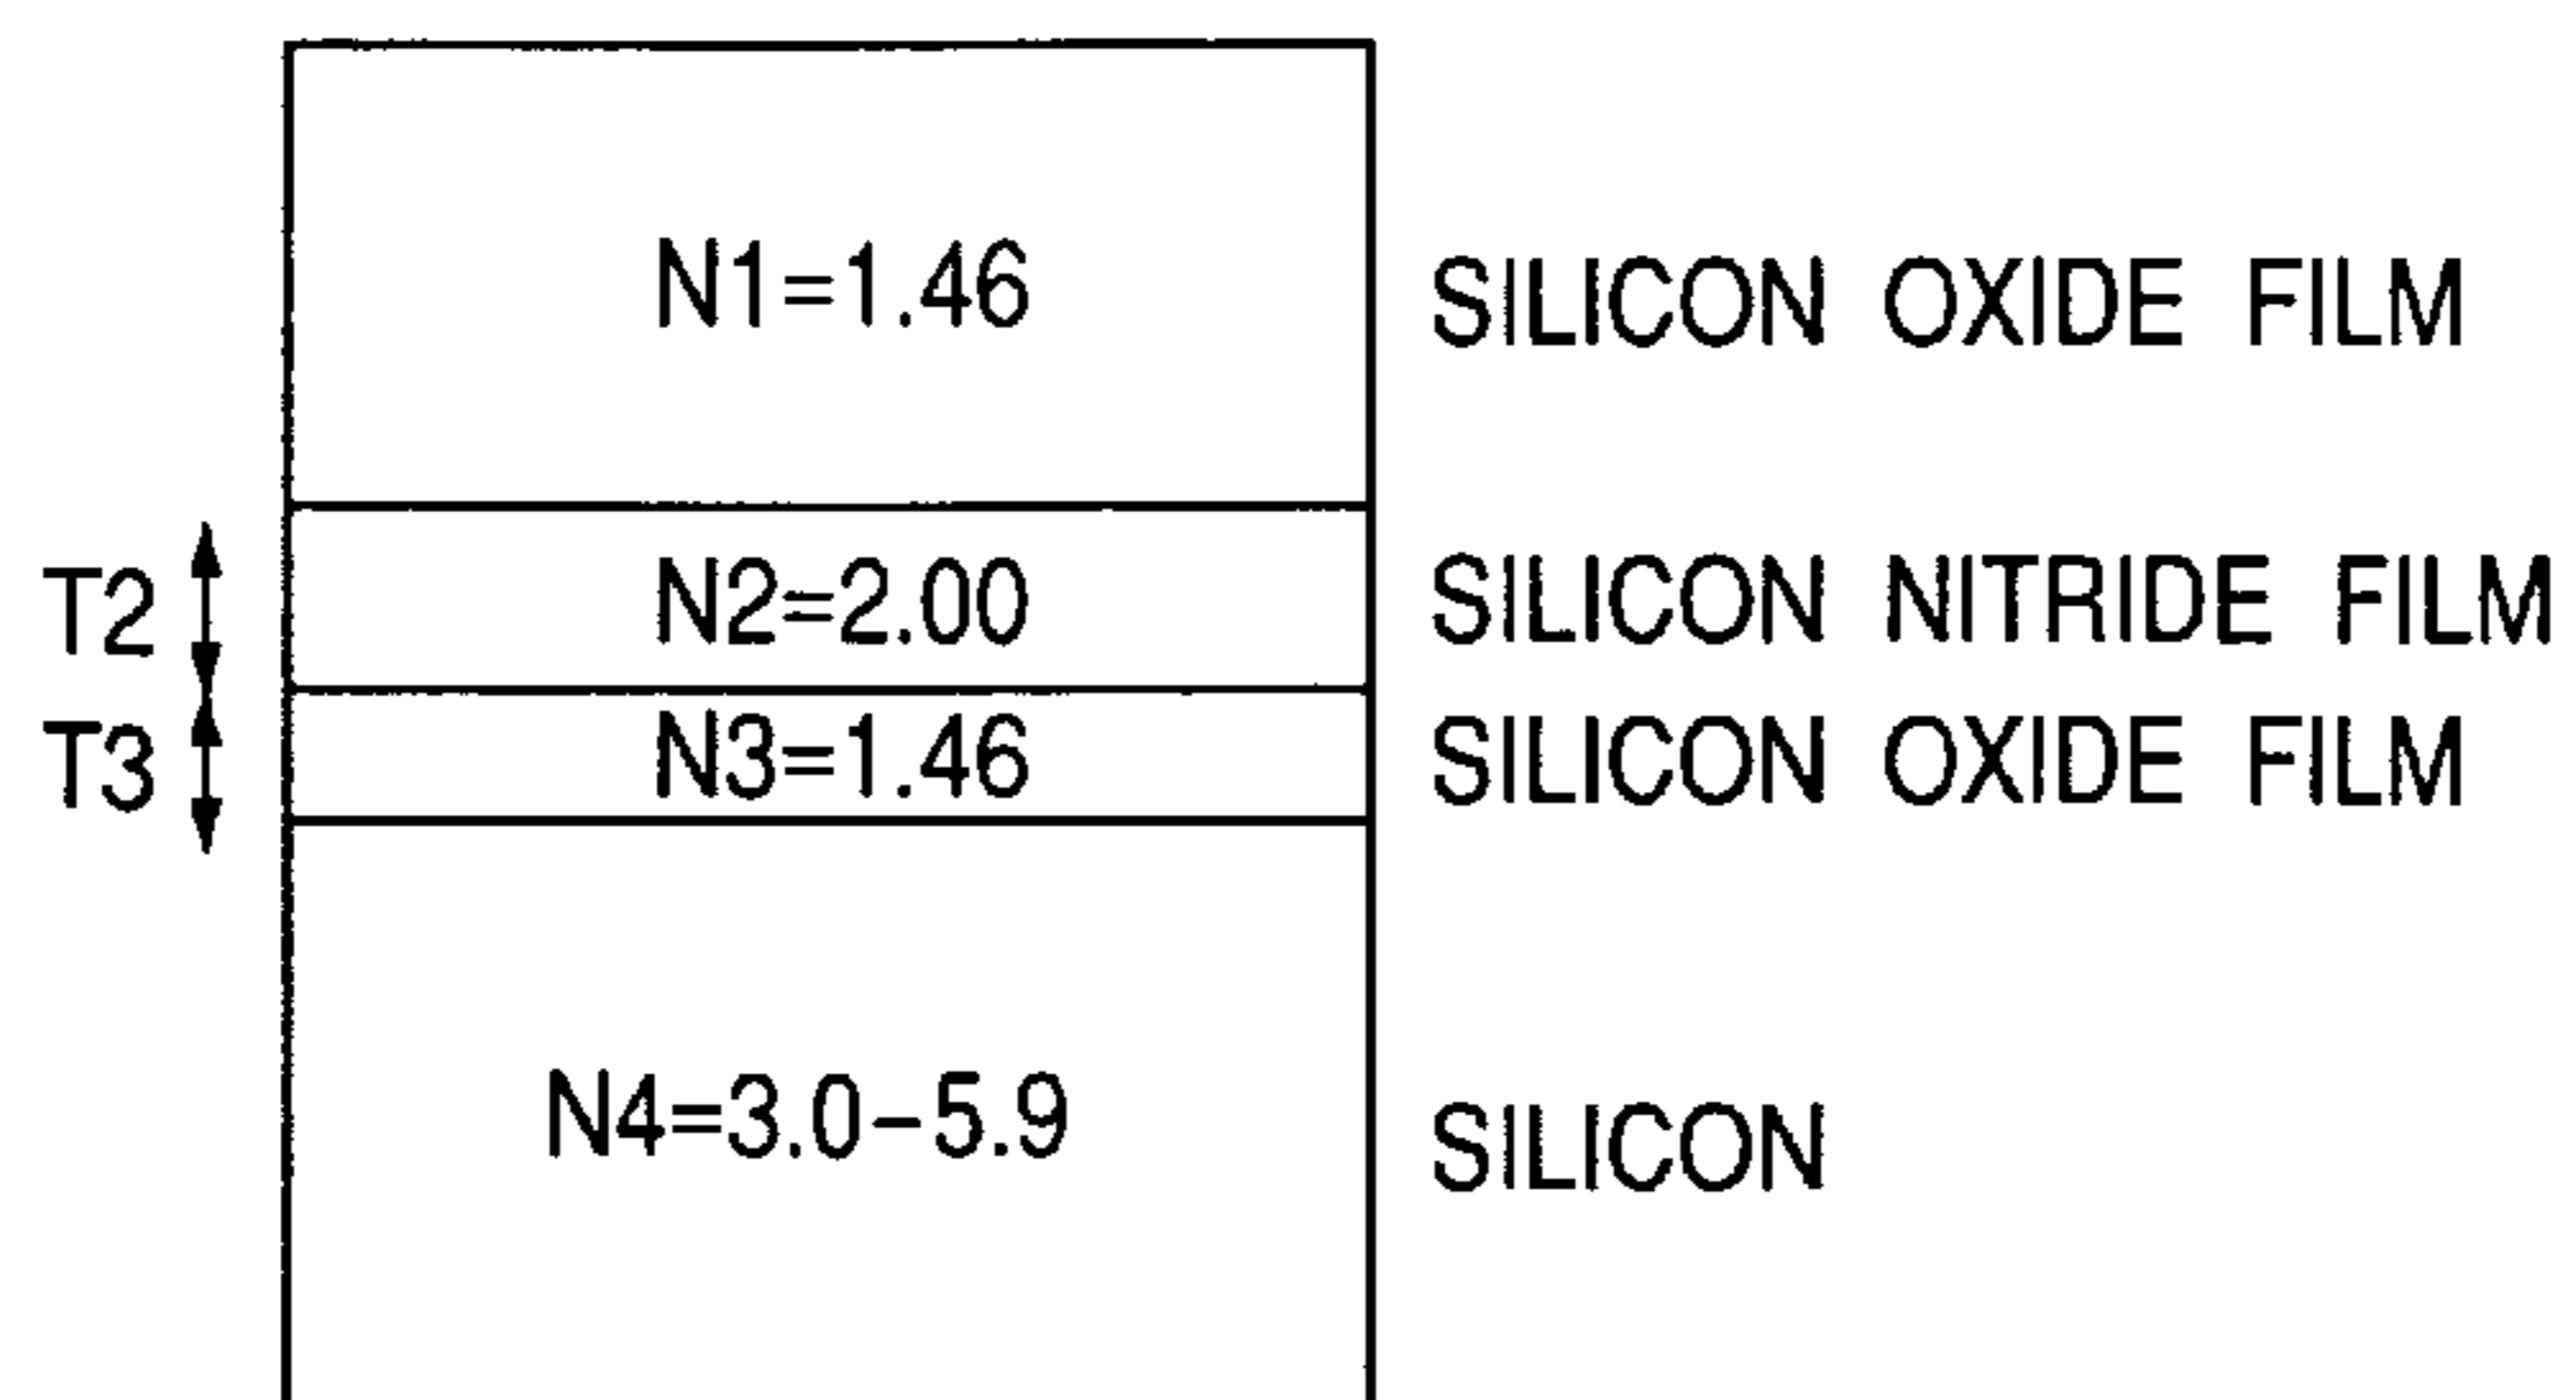 N1=1.46 SILICON OXIDE FILM
T2 N2=2.00 SILICON NITRIDE FILM
T3 N3=1.46 SILICON OXIDE FILM
N4=3.0-5.9 SILICON